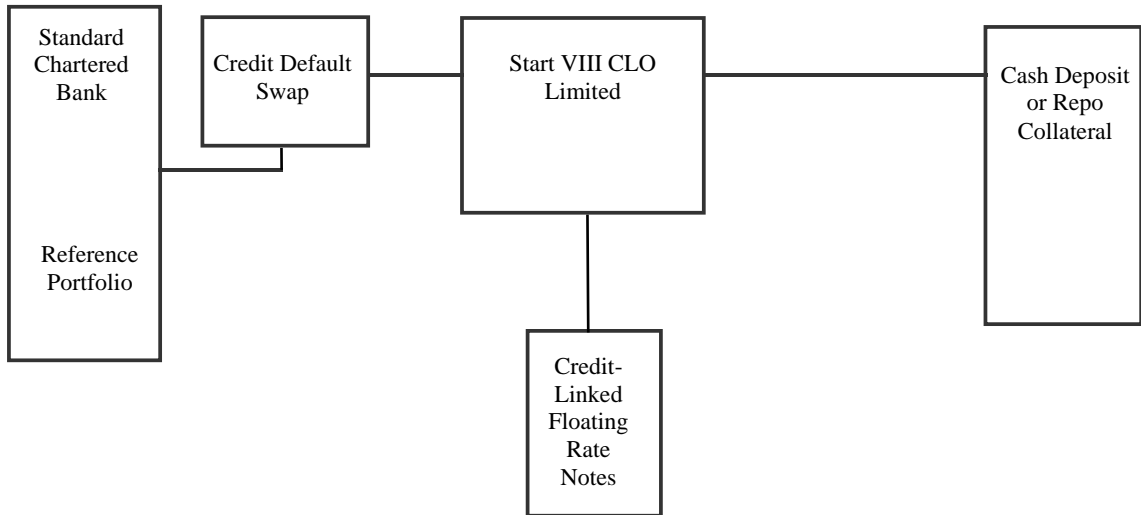 Standard
Chartered
Bank
Reference
Portfolio
Credit Default
Swap
Start VIII CLO
Limited
Cash Deposit
or Repo
Collateral
Credit-
Linked
Floating
Rate
Notes